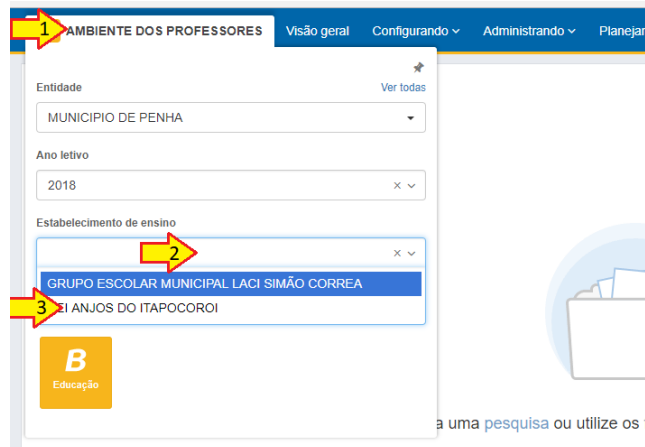 1 AMBIENTE DOS PROFESSORES Visão geral Configurando Administrando Planejar
Entidade Ver todas
MUNICIPIO DE PENHA
Ano letivo
2018
Estabelecimento de ensino
2
GRUPO ESCOLAR MUNICIPAL LACI SIMÃO CORREA
3 EI ANJOS DO ITAPOCOROI
B
Educação
a uma pesquisa ou utilize os